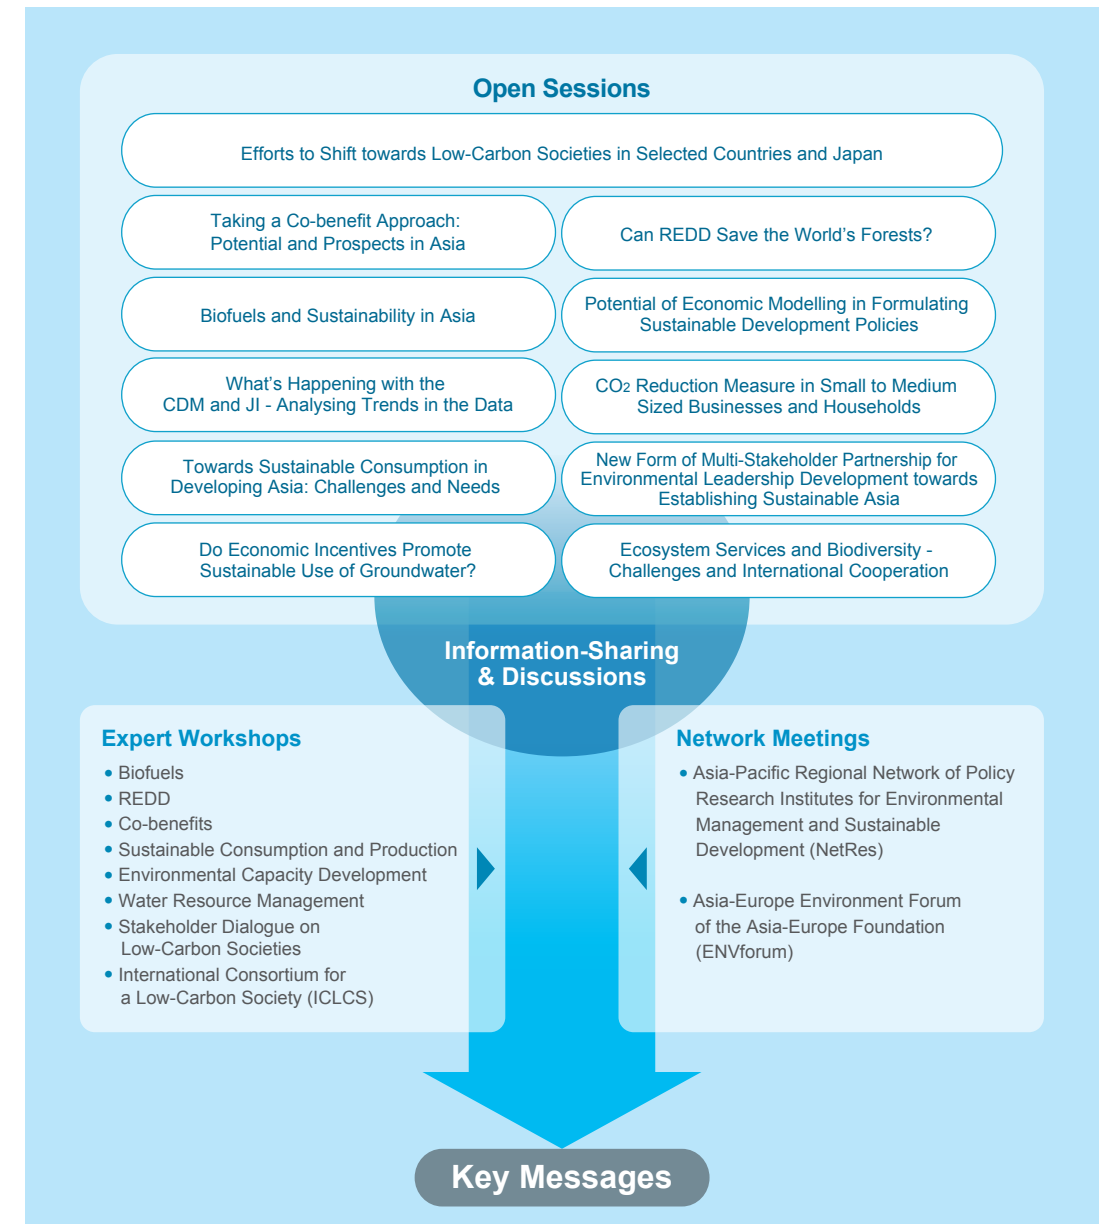 Open Sessions
Efforts to Shift towards Low-Carbon Societies in Selected Countries and Japan
Taking a Co-benefit Approach:
Potential and Prospects in Asia
Can REDD Save the World's Forests?
Biofuels and Sustainability in Asia
Potential of Economic Modelling in Formulating
Sustainable Development Policies
What's Happening with the
CDM and JI - Analysing Trends in the Data
CO2 Reduction Measure in Small to Medium
Sized Businesses and Households
Towards Sustainable Consumption in
Developing Asia: Challenges and Needs
New Form of Multi-Stakeholder Partnership for
Environmental Leadership Development towards
Establishing Sustainable Asia
Do Economic Incentives Promote
Sustainable Use of Groundwater?
Ecosystem Services and Biodiversity -
Challenges and International Cooperation
Information-Sharing
& Discussions
Expert Workshops
• Biofuels
• REDD
• Co-benefits
• Sustainable Consumption and Production
• Environmental Capacity Development
• Water Resource Management
• Stakeholder Dialogue on
Low-Carbon Societies
• International Consortium for
a Low-Carbon Society (ICLCS)
Network Meetings
• Asia-Pacific Regional Network of Policy
Research Institutes for Environmental
Management and Sustainable
Development (NetRes)
• Asia-Europe Environment Forum
of the Asia-Europe Foundation
(ENVforum)
Key Messages